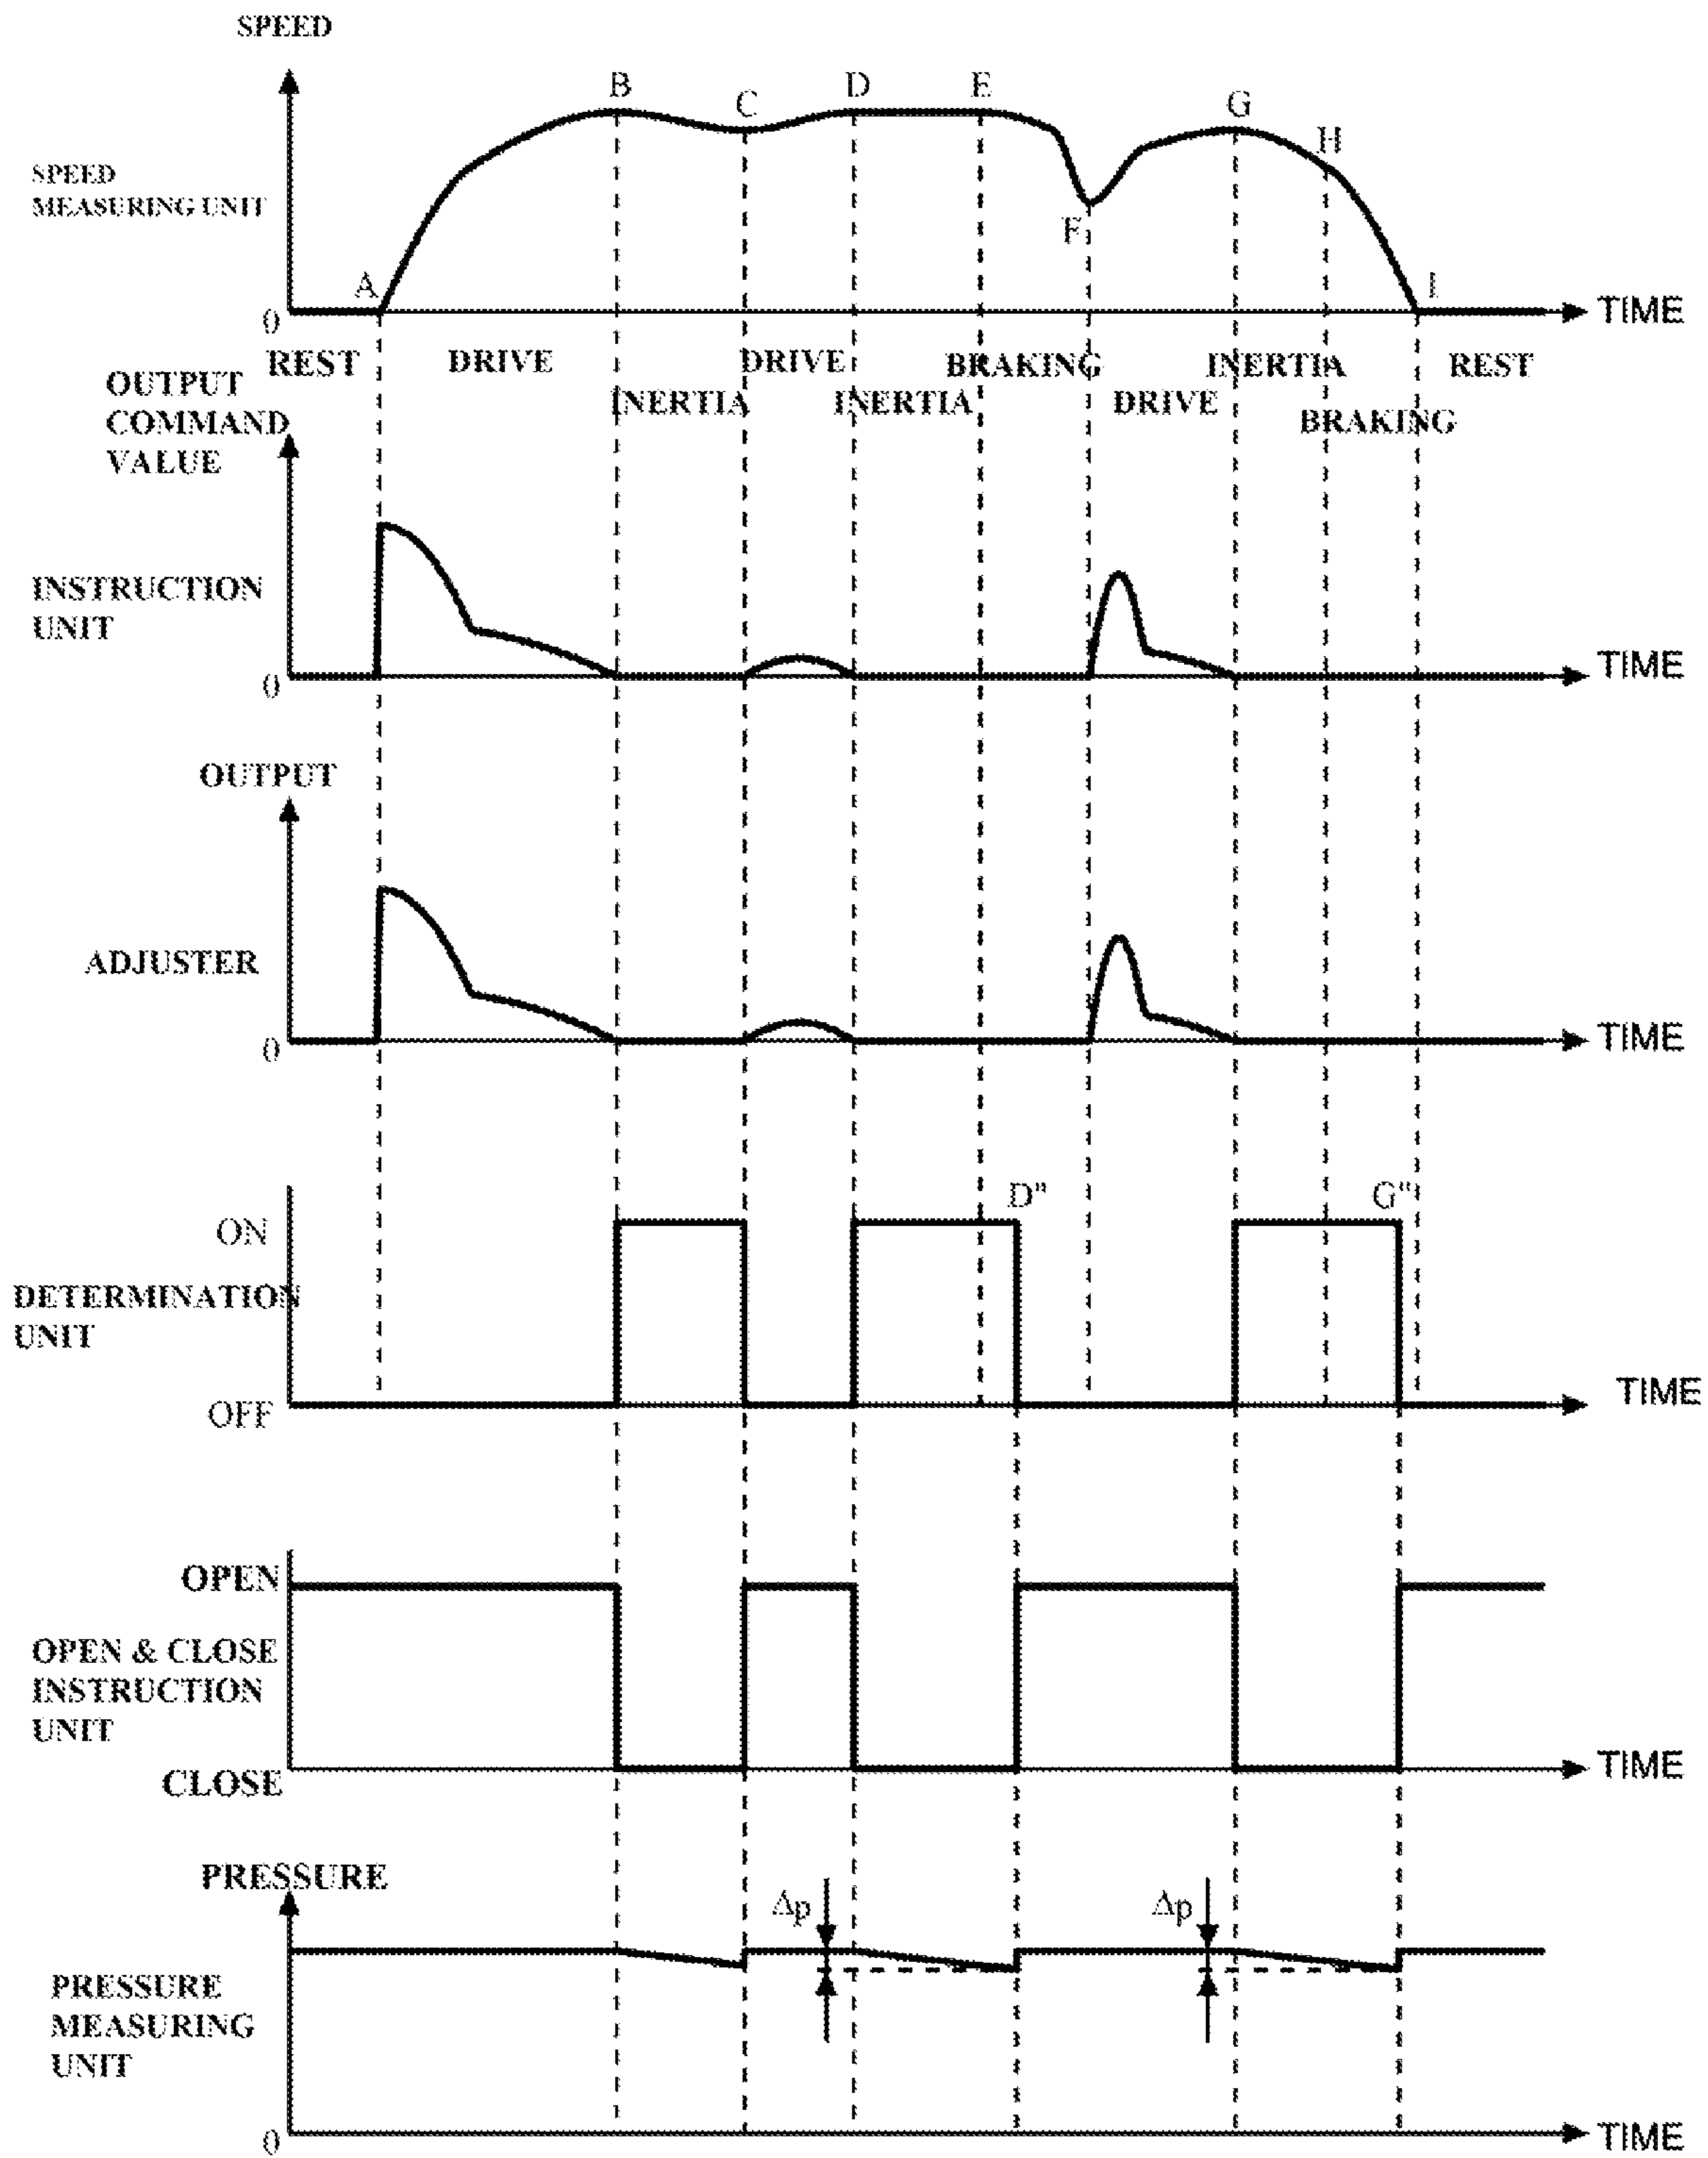 SPEED
B
C
D
E
G
H
SPEED
MEASURING UNIT
F
A
I
0
TIME
REST
DRIVE
INERTIA
DRIVE
INERTIA
BRAKING
DRIVE
INERTIA
BRAKING
REST
OUTPUT
COMMAND
VALUE
INSTRUCTION
UNIT
0
TIME
OUTPUT
ADJUSTER
0
TIME
D"
G"
ON
DETERMINATION
UNIT
OFF
TIME
OPEN
OPEN & CLOSE
INSTRUCTION
UNIT
CLOSE
TIME
PRESSURE
Δp
Δp
PRESSURE
MEASURING
UNIT
0
TIME